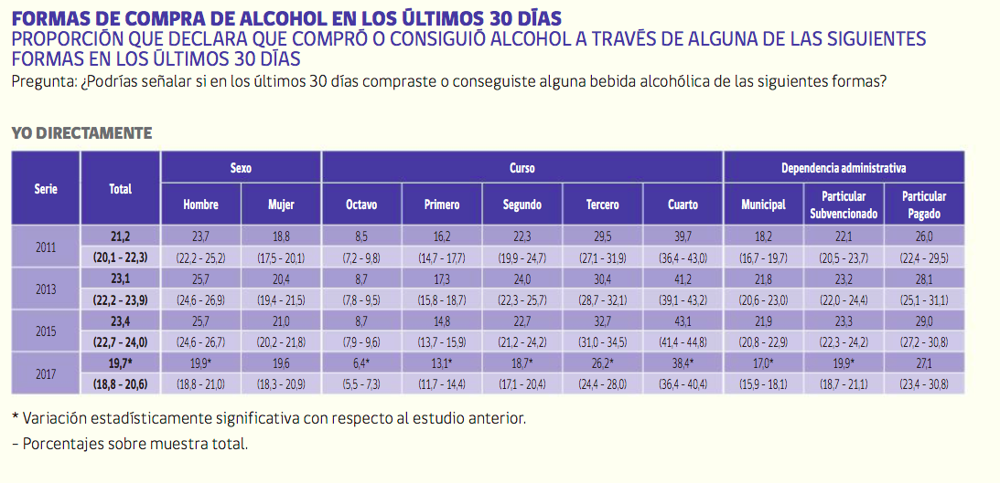 FORMAS DE COMPRA DE ALCOHOL EN LOS ÚLTIMOS 30 DÍAS
PROPORCIÓN QUE DECLARA QUE COMPRÓ O CONSIGUIÓ ALCOHOL A TRAVÉS DE ALGUNA DE LAS SIGUIENTES
FORMAS EN LOS ÚLTIMOS 30 DÍAS
Pregunta: ¿Podrías señalar si en los últimos 30 días compraste o conseguiste alguna bebida alcohólica de las siguientes formas?
YO DIRECTAMENTE
Serie Total Sexo Curso Dependencia administrativa
Hombre Mujer Octavo Primero Segundo Tercero Cuarto Municipal Particular Subvencionado Particular Pagado
2011 21,2 23,7 18,8 8,5 16,2 22,3 29,5 39,7 18,2 22,1 26,0
(20,1 - 22,3) (22,2 - 25,2) (17,5 - 20,1) (7,2 - 9,8) (14,7 - 17,7) (19,9 - 24,7) (27,1 - 31,9) (36,4 - 43,0) (16,7 - 19,7) (20,5 - 23,7) (22,4 - 29,5)
2013 23,1 25,7 20,4 8,7 17,3 24,0 30,4 41,2 21,8 23,2 28,1
(22,2 - 23,9) (24,6 - 26,9) (19,4 - 21,5) (7,8 - 9,5) (15,8 - 18,7) (22,3 - 25,7) (28,7 - 32,1) (39,1 - 43,2) (20,6 - 23,0) (22,0 - 24,4) (25,1 - 31,1)
2015 23,4 25,7 21,0 8,7 14,8 22,7 32,7 43,1 21,9 23,3 29,0
(22,7 - 24,0) (24,6 - 26,7) (20,2 - 21,8) (7,9 - 9,6) (13,7 - 15,9) (21,2 - 24,2) (31,0 - 34,5) (41,4 - 44,8) (20,8 - 22,9) (22,3 - 24,2) (27,2 - 30,8)
2017 19,7* 19,9* 19,6 6,4* 13,1* 18,7* 26,2* 38,4* 17,0* 19,9* 27,1
(18,8 - 20,6) (18,8 - 21,0) (18,3 - 20,9) (5,5 - 7,3) (11,7 - 14,4) (17,1 - 20,4) (24,4 - 28,0) (36,4 - 40,4) (15,9 - 18,1) (18,7 - 21,1) (23,4 - 30,8)
* Variación estadísticamente significativa con respecto al estudio anterior.
- Porcentajes sobre muestra total.